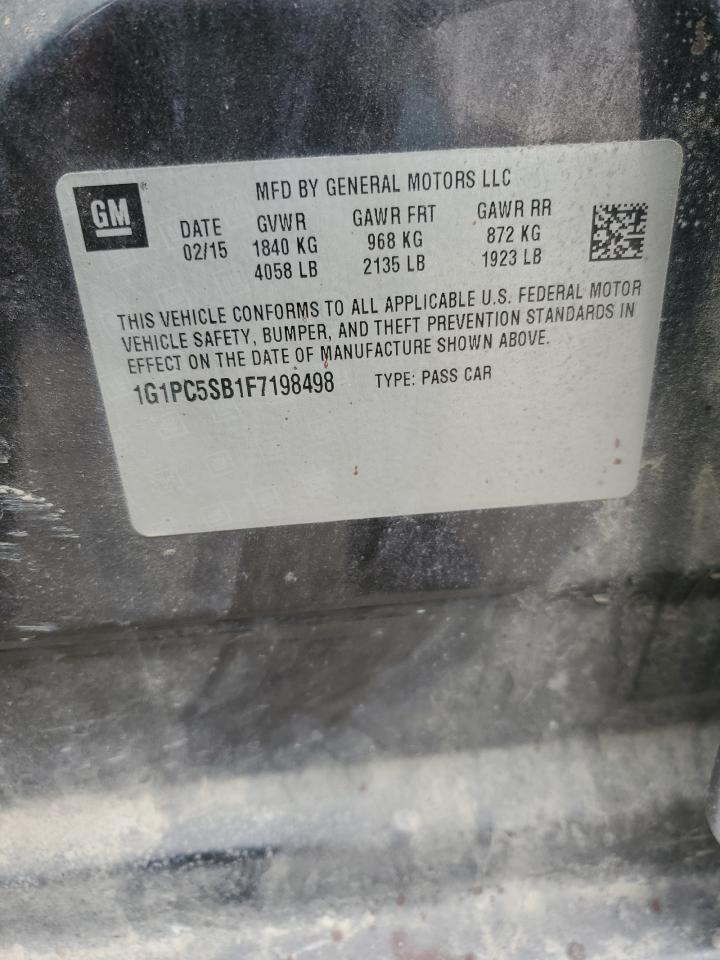 GM
MFD BY GENERAL MOTORS LLC
DATE GVWR GAWR FRT GAWR RR
02/15 1840 KG 968 KG 872 KG
4058 LB 2135 LB 1923 LB
THIS VEHICLE CONFORMS TO ALL APPLICABLE U.S. FEDERAL MOTOR
VEHICLE SAFETY, BUMPER, AND THEFT PREVENTION STANDARDS IN
EFFECT ON THE DATE OF MANUFACTURE SHOWN ABOVE.
1G1PC5SB1F7198498 TYPE: PASS CAR